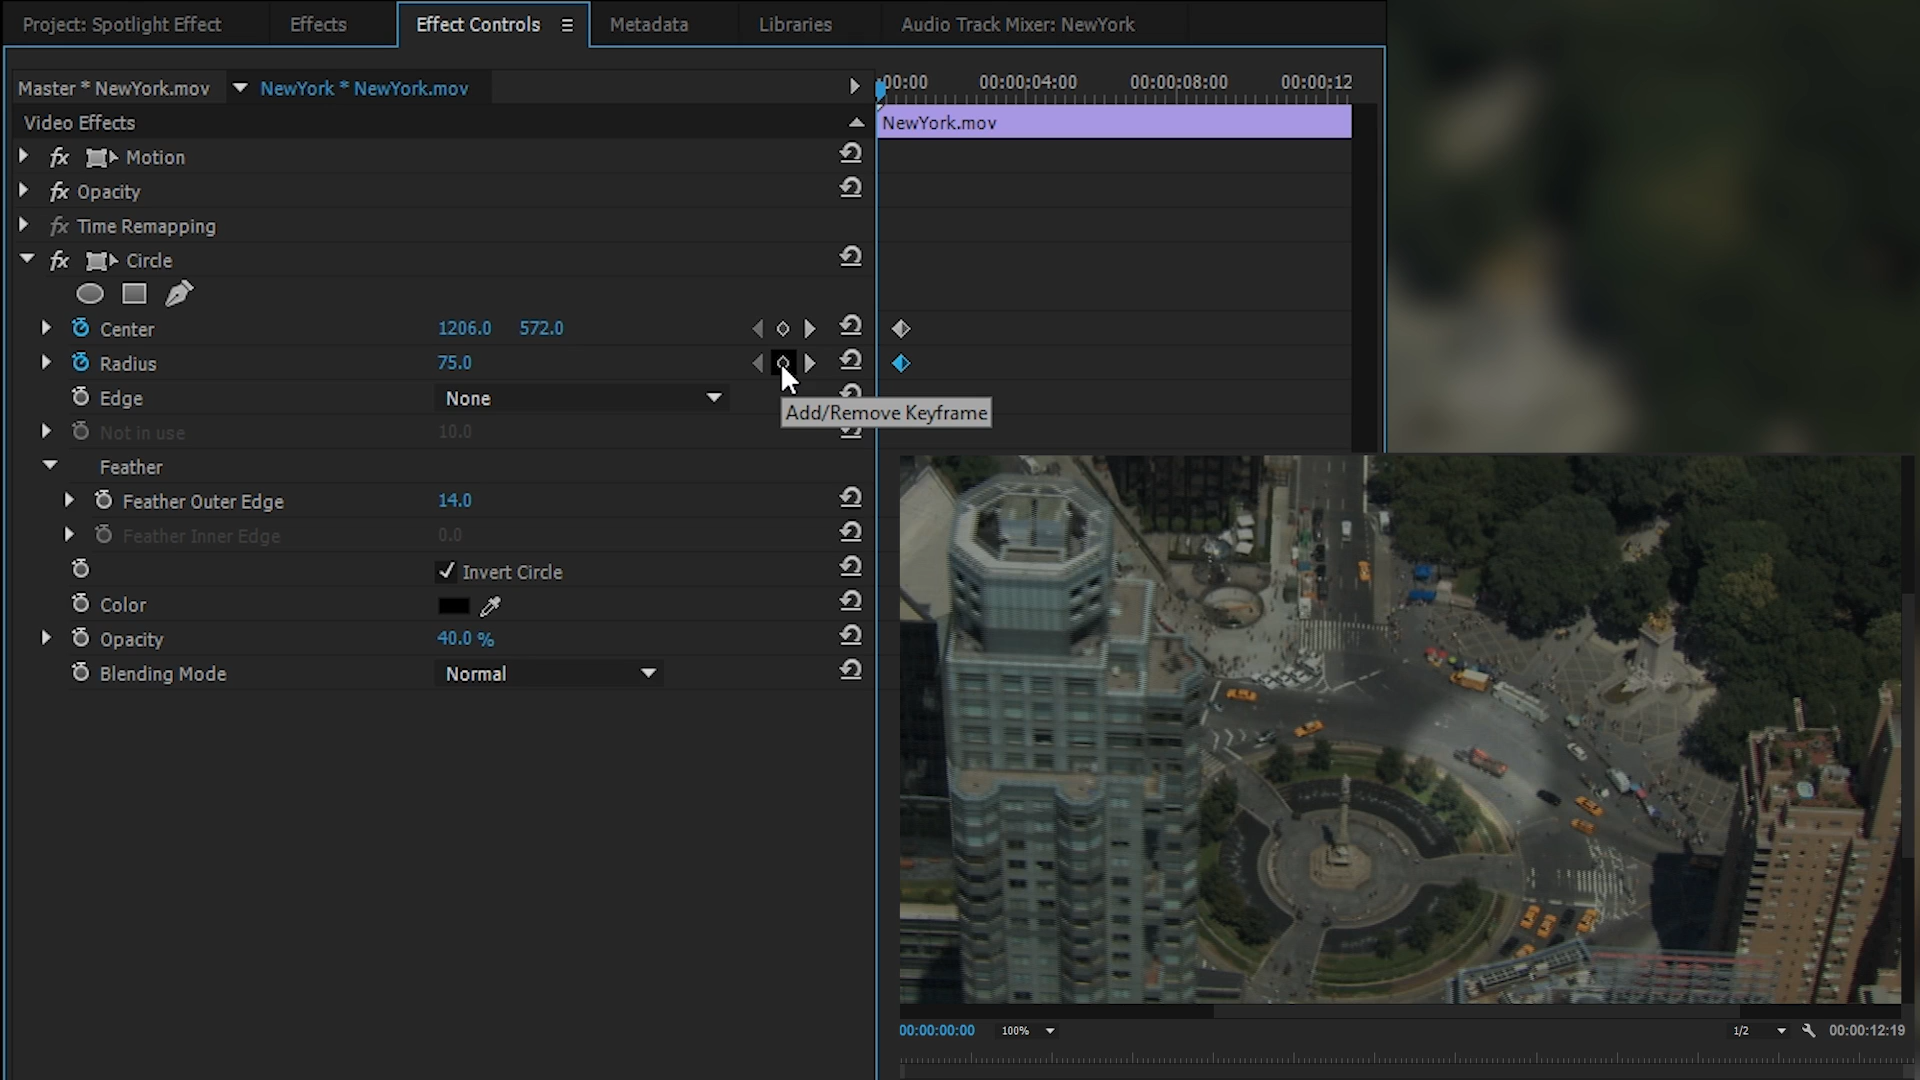 Project: Spotlight Effect
Effects
Effect Controls
Metadata
Libraries
Audio Track Mixer: NewYork
Master * NewYork.mov
NewYork * NewYork.mov
:00:00
00:00:04:00
00:00:08:00
00:00:12
Video Effects
NewYork.mov
fx Motion
fx Opacity
fx Time Remapping
fx Circle
Center 1206.0 572.0
Radius 75.0
Edge None
Add/Remove Keyframe
Not in use 10.0
Feather
Feather Outer Edge 14.0
Feather Inner Edge 0.0
Invert Circle
Color
Opacity 40.0 %
Blending Mode Normal
00:00:00:00
100%
1/2
00:00:12:19